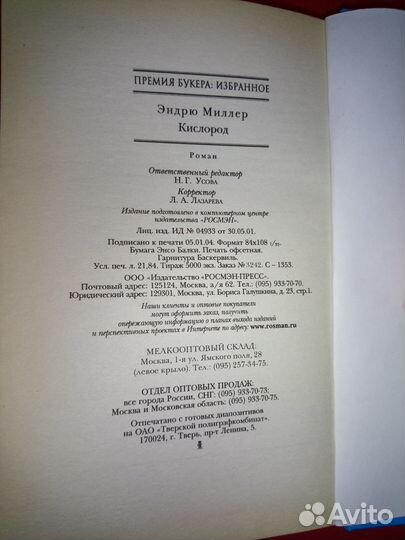 ПРЕМИЯ БУКЕРА: ИЗБРАННОЕ
Эндрю Миллер
Кислород
Роман
Ответственный редактор
Н. Г. Усова
Корректор
Л. А. Лазарева
Издание подготовлено в компьютерном центре
издательства «РОСМЭН».
Лиц. изд. ИД № 04933 от 30.05.01.
Подписано к печати 05.01.04. Формат 84х108 1/32.
Бумага Энсо Балки. Печать офсетная.
Гарнитура Баскервиль.
Усл. печ. л. 21,84. Тираж 5000 экз. Заказ № 3242. С – 1353.
ООО «Издательство «РОСМЭН-ПРЕСС».
Почтовый адрес: 125124, Москва, а/я 62. Тел.: (095) 933-70-70.
Юридический адрес: 129301, Москва, ул. Бориса Галушкина, д. 23, стр.1.
Наши клиенты и оптовые покупатели
могут оформить заказ, получить
опережающую информацию о планах выхода изданий
и перспективных проектах в Интернете по адресу: www.rosman.ru
МЕЛКООПТОВЫЙ СКЛАД:
Москва, 1-я ул. Ямского поля, 28
(левое крыло). Тел.: (095) 257-34-75.
ОТДЕЛ ОПТОВЫХ ПРОДАЖ:
все города России, СНГ: (095) 933-70-73;
Москва и Московская область: (095) 933-70-75.
Отпечатано с готовых диапозитивов
на ОАО «Тверской полиграфкомбинат».
170024, г. Тверь, пр-т Ленина, 5.
Avito